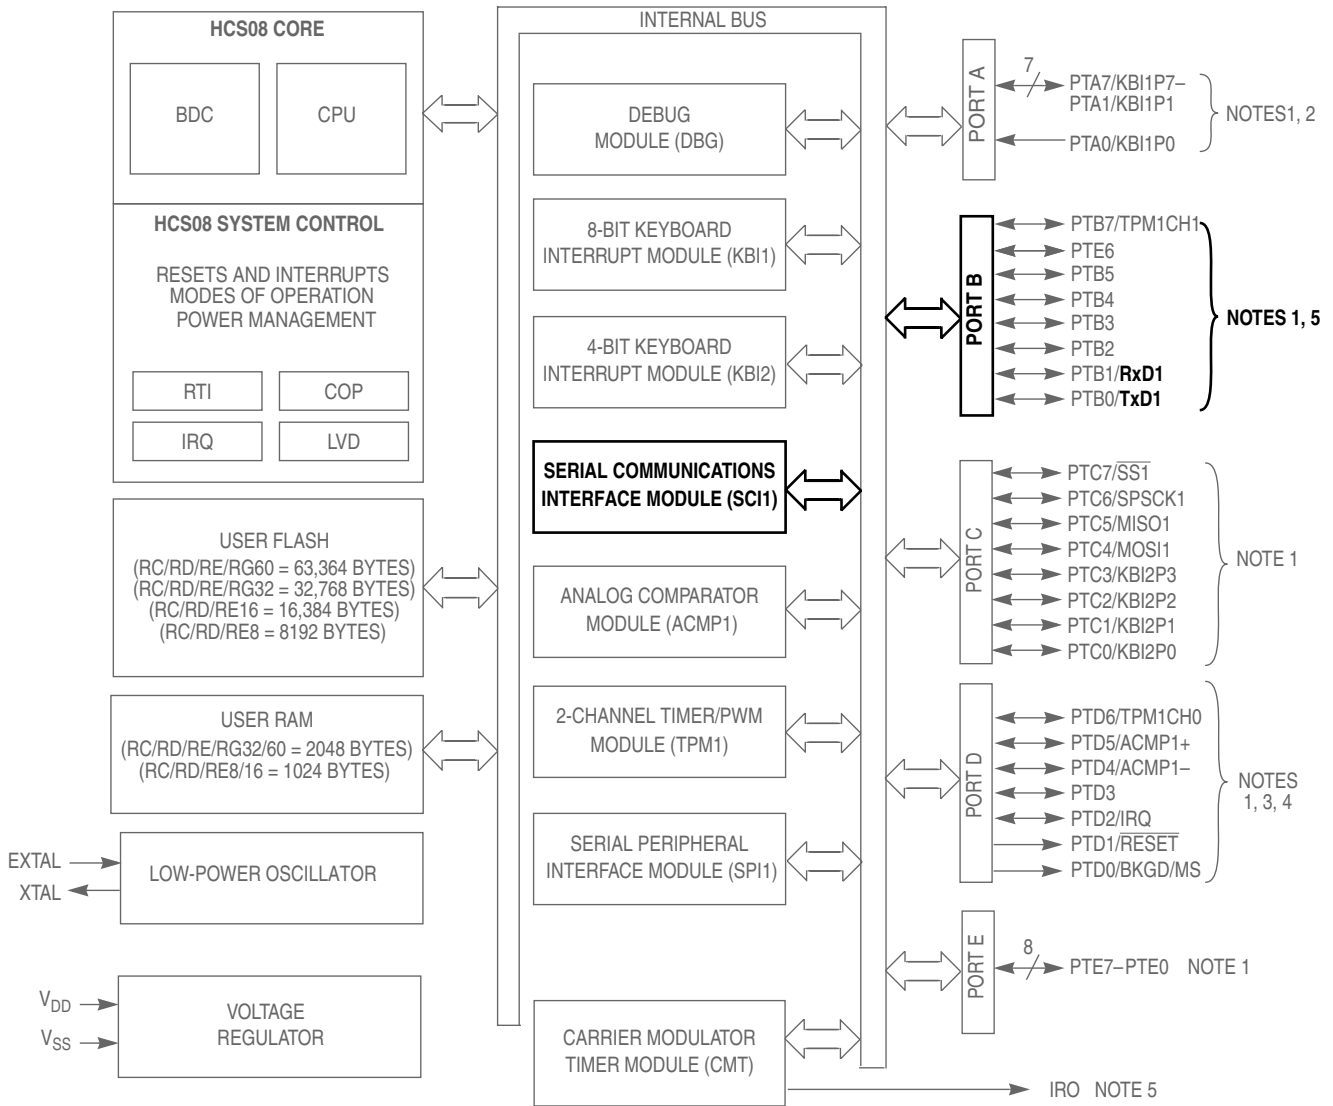 HCS08 CORE
BDC
CPU
HCS08 SYSTEM CONTROL
RESETS AND INTERRUPTS
MODES OF OPERATION
POWER MANAGEMENT
RTI
COP
IRQ
LVD
USER FLASH
(RC/RD/RE/RG60 = 63,364 BYTES)
(RC/RD/RE/RG32 = 32,768 BYTES)
(RC/RD/RE16 = 16,384 BYTES)
(RC/RD/RE8 = 8192 BYTES)
USER RAM
(RC/RD/RE/RG32/60 = 2048 BYTES)
(RC/RD/RE8/16 = 1024 BYTES)
EXTAL
XTAL
LOW-POWER OSCILLATOR
VDD
VSS
VOLTAGE
REGULATOR
INTERNAL BUS
DEBUG
MODULE (DBG)
8-BIT KEYBOARD
INTERRUPT MODULE (KBI1)
4-BIT KEYBOARD
INTERRUPT MODULE (KBI2)
SERIAL COMMUNICATIONS
INTERFACE MODULE (SCI1)
ANALOG COMPARATOR
MODULE (ACMP1)
2-CHANNEL TIMER/PWM
MODULE (TPM1)
SERIAL PERIPHERAL
INTERFACE MODULE (SPI1)
CARRIER MODULATOR
TIMER MODULE (CMT)
PORT A
7
PTA7/KBI1P7–
PTA1/KBI1P1
PTA0/KBI1P0
NOTES1, 2
PORT B
PTB7/TPM1CH1
PTE6
PTB5
PTB4
PTB3
PTB2
PTB1/RxD1
PTB0/TxD1
NOTES 1, 5
PORT C
PTC7/SS1
PTC6/SPSCK1
PTC5/MISO1
PTC4/MOSI1
PTC3/KBI2P3
PTC2/KBI2P2
PTC1/KBI2P1
PTC0/KBI2P0
NOTE 1
PORT D
PTD6/TPM1CH0
PTD5/ACMP1+
PTD4/ACMP1–
PTD3
PTD2/IRQ
PTD1/RESET
PTD0/BKGD/MS
NOTES
1, 3, 4
PORT E
8
PTE7–PTE0 NOTE 1
IRO NOTE 5